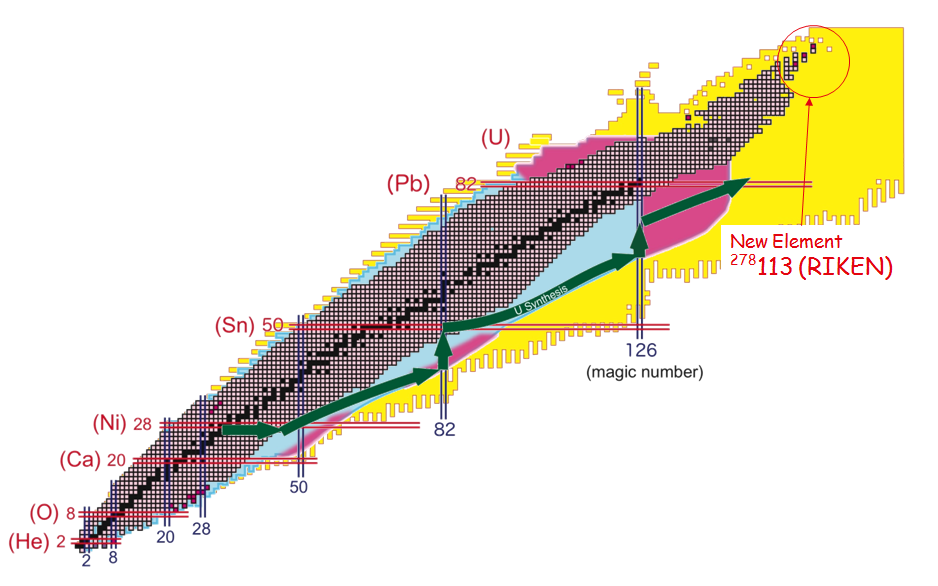 (U)
(Pb) 82
New Element
278113 (RIKEN)
U Synthesis
(Sn) 50
126
(magic number)
(Ni) 28
82
(Ca) 20
50
(O) 8
28
20
(He) 2
8
2